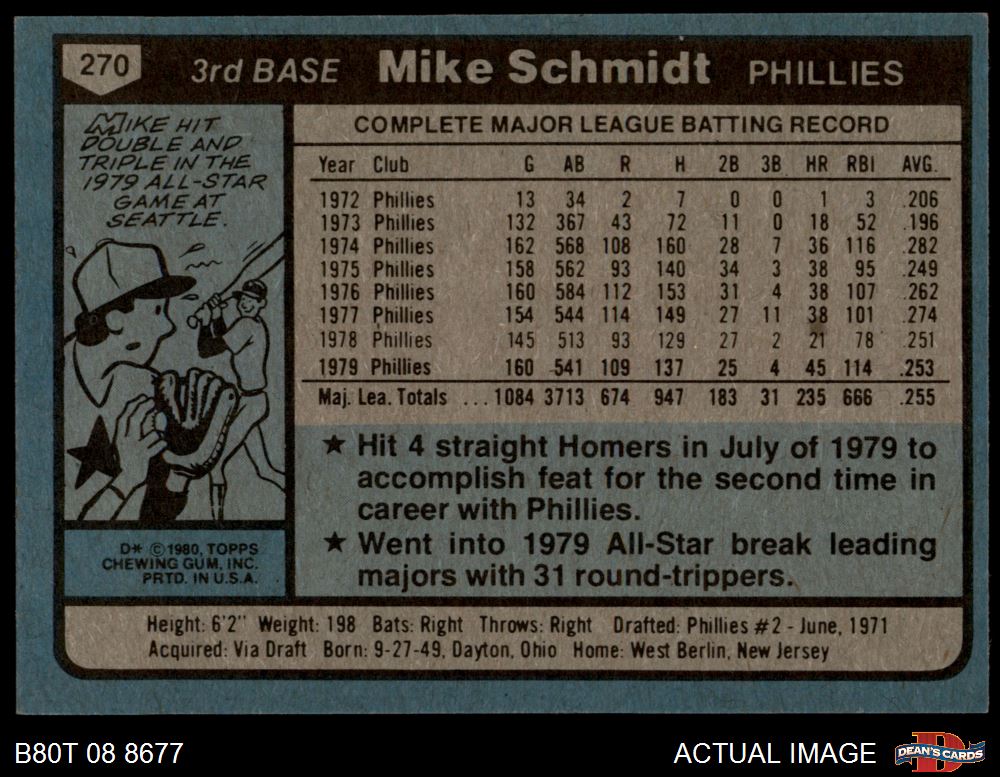 270 3rd BASE Mike Schmidt PHILLIES
MIKE HIT
DOUBLE AND
TRIPLE IN THE
1979 ALL-STAR
GAME AT
SEATTLE.
COMPLETE MAJOR LEAGUE BATTING RECORD
Year Club G AB R H 2B 3B HR RBI AVG.
1972 Phillies 13 34 2 7 0 0 1 3 .206
1973 Phillies 132 367 43 72 11 0 18 52 .196
1974 Phillies 162 568 108 160 28 7 36 116 .282
1975 Phillies 158 562 93 140 34 3 38 95 .249
1976 Phillies 160 584 112 153 31 4 38 107 .262
1977 Phillies 154 544 114 149 27 11 38 101 .274
1978 Phillies 145 513 93 129 27 2 21 78 .251
1979 Phillies 160 541 109 137 25 4 45 114 .253
Maj. Lea. Totals ... 1084 3713 674 947 183 31 235 666 .255
★ Hit 4 straight Homers in July of 1979 to
accomplish feat for the second time in
career with Phillies.
★ Went into 1979 All-Star break leading
majors with 31 round-trippers.
D* ©1980, TOPPS
CHEWING GUM, INC.
PRTD. IN U.S.A.
Height: 6'2" Weight: 198 Bats: Right Throws: Right Drafted: Phillies #2 - June, 1971
Acquired: Via Draft Born: 9-27-49, Dayton, Ohio Home: West Berlin, New Jersey
B80T 08 8677
ACTUAL IMAGE
D
DEAN'S CARDS